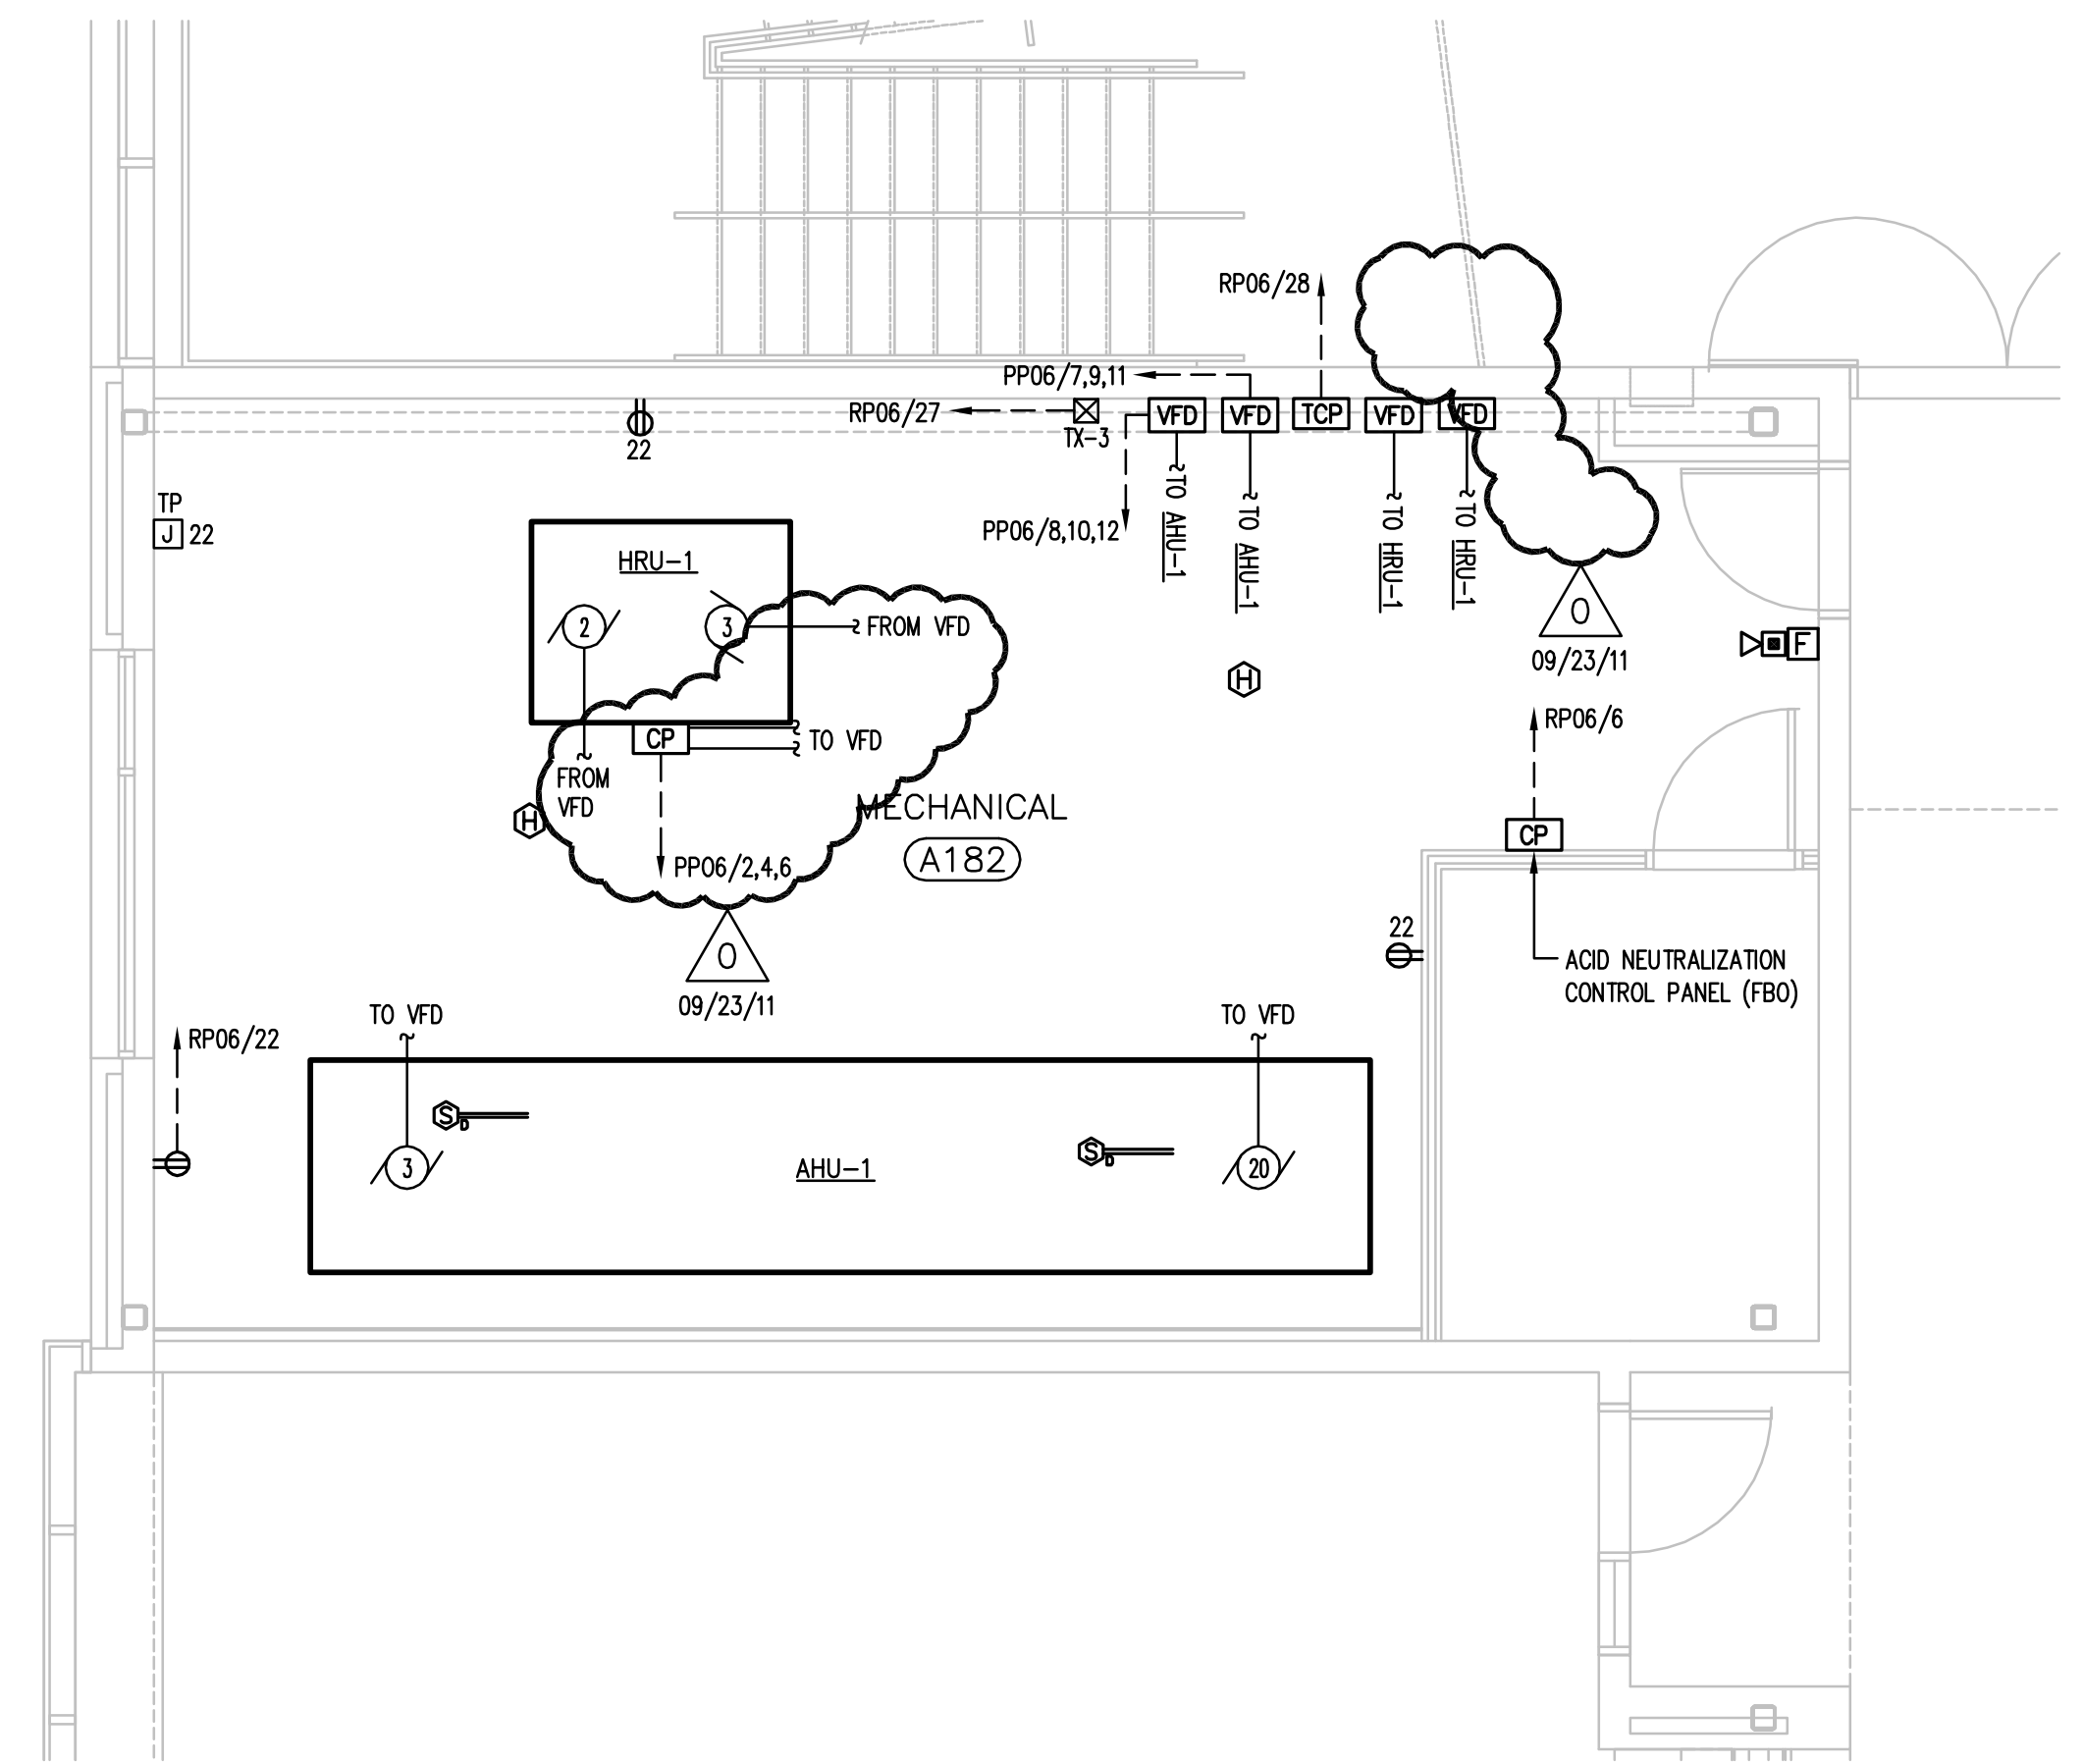 RP06/28
PP06/7,9,11
RP06/27
TX-3
VFD
VFD
TCP
VFD
VFD
22
TP
J 22
PP06/8,10,12
TO AHU-1
TO AHU-1
TO HRU-1
TO HRU-1
HRU-1
2
3
FROM VFD
0
09/23/11
F
H
RP06/6
CP
TO VFD
FROM
VFD
H
MECHANICAL
A182
CP
PP06/2,4,6
22
0
09/23/11
ACID NEUTRALIZATION
CONTROL PANEL (FBO)
RP06/22
TO VFD
TO VFD
S D
S D
3
AHU-1
20